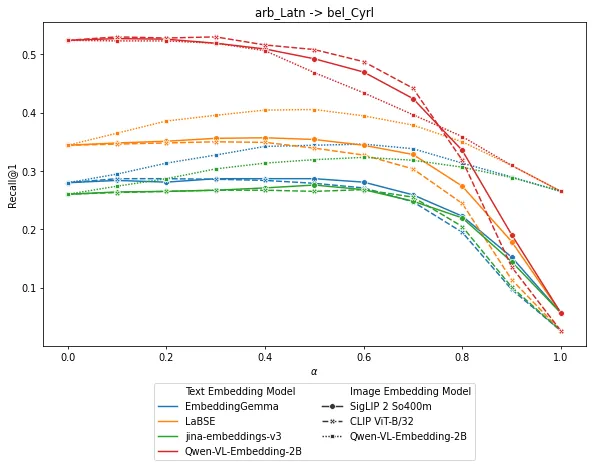 arb_Latn -> bel_Cyrl
Recall@1
0.5
0.4
0.3
0.2
0.1
0.0 0.2 0.4 0.6 0.8 1.0
α
Text Embedding Model
EmbeddingGemma
LaBSE
jina-embeddings-v3
Qwen-VL-Embedding-2B
Image Embedding Model
SigLIP 2 So400m
CLIP ViT-B/32
Qwen-VL-Embedding-2B